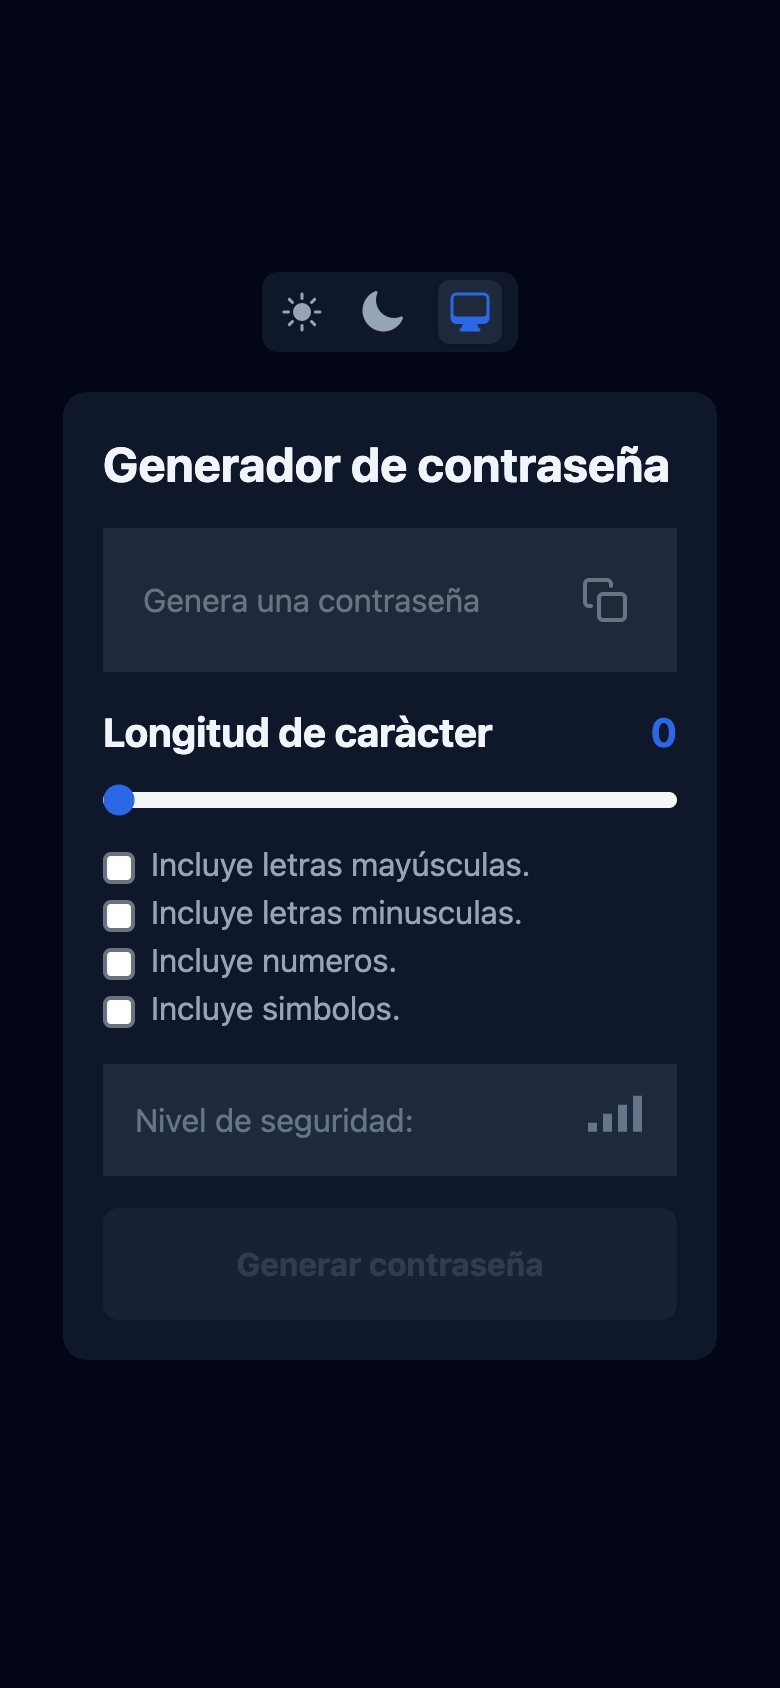 Generador de contraseña
Genera una contraseña
Longitud de caràcter 0
Incluye letras mayúsculas.
Incluye letras minusculas.
Incluye numeros.
Incluye simbolos.
Nivel de seguridad:
Generar contraseña